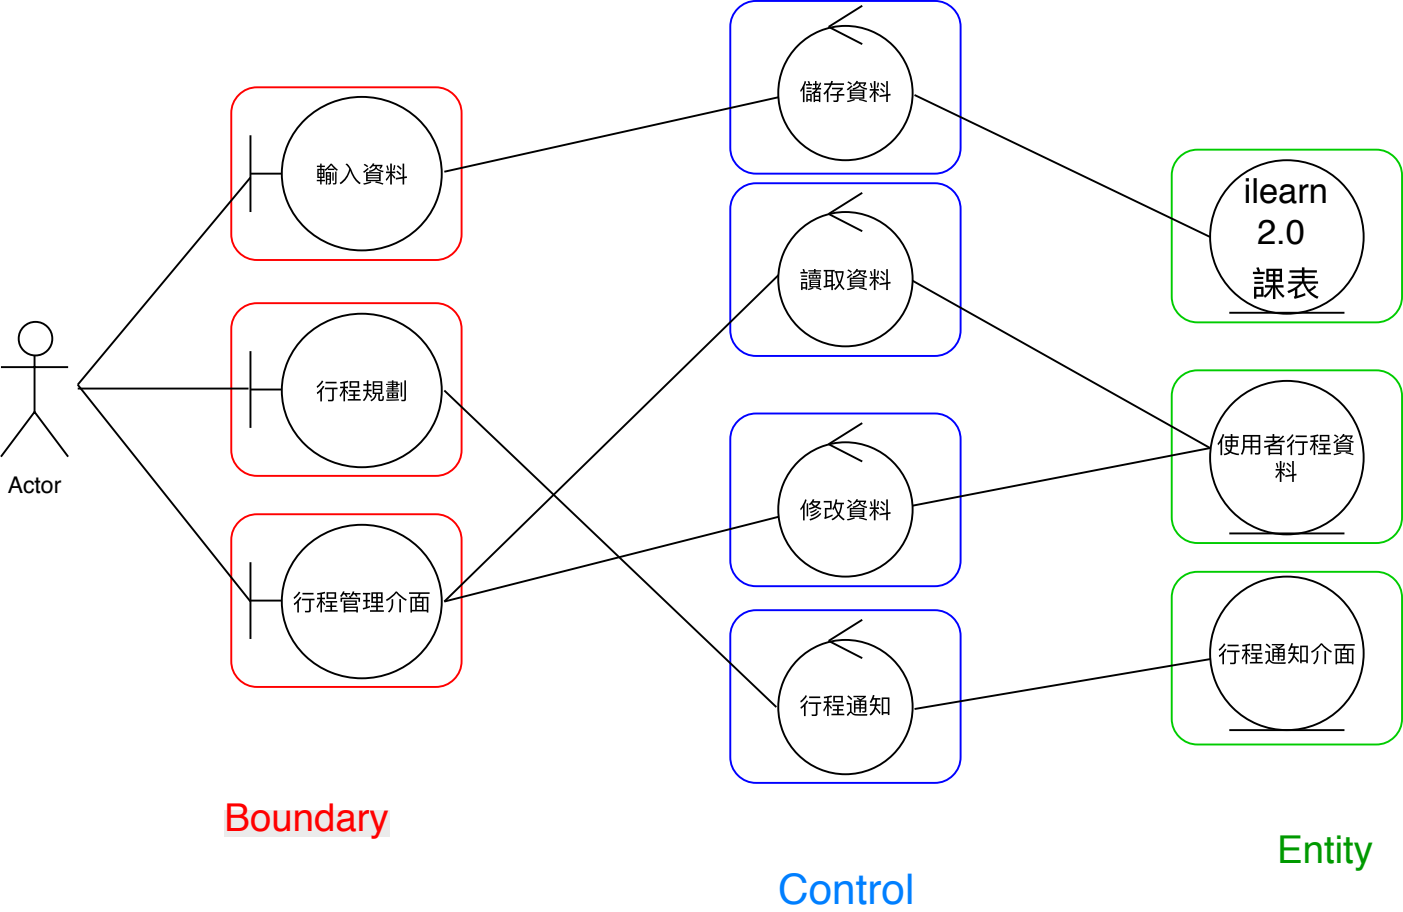 儲存資料
輸入資料
ilearn
2.0
課表
讀取資料
行程規劃
使用者行程資
料
Actor
修改資料
行程管理介面
行程通知介面
行程通知
Boundary
Entity
Control